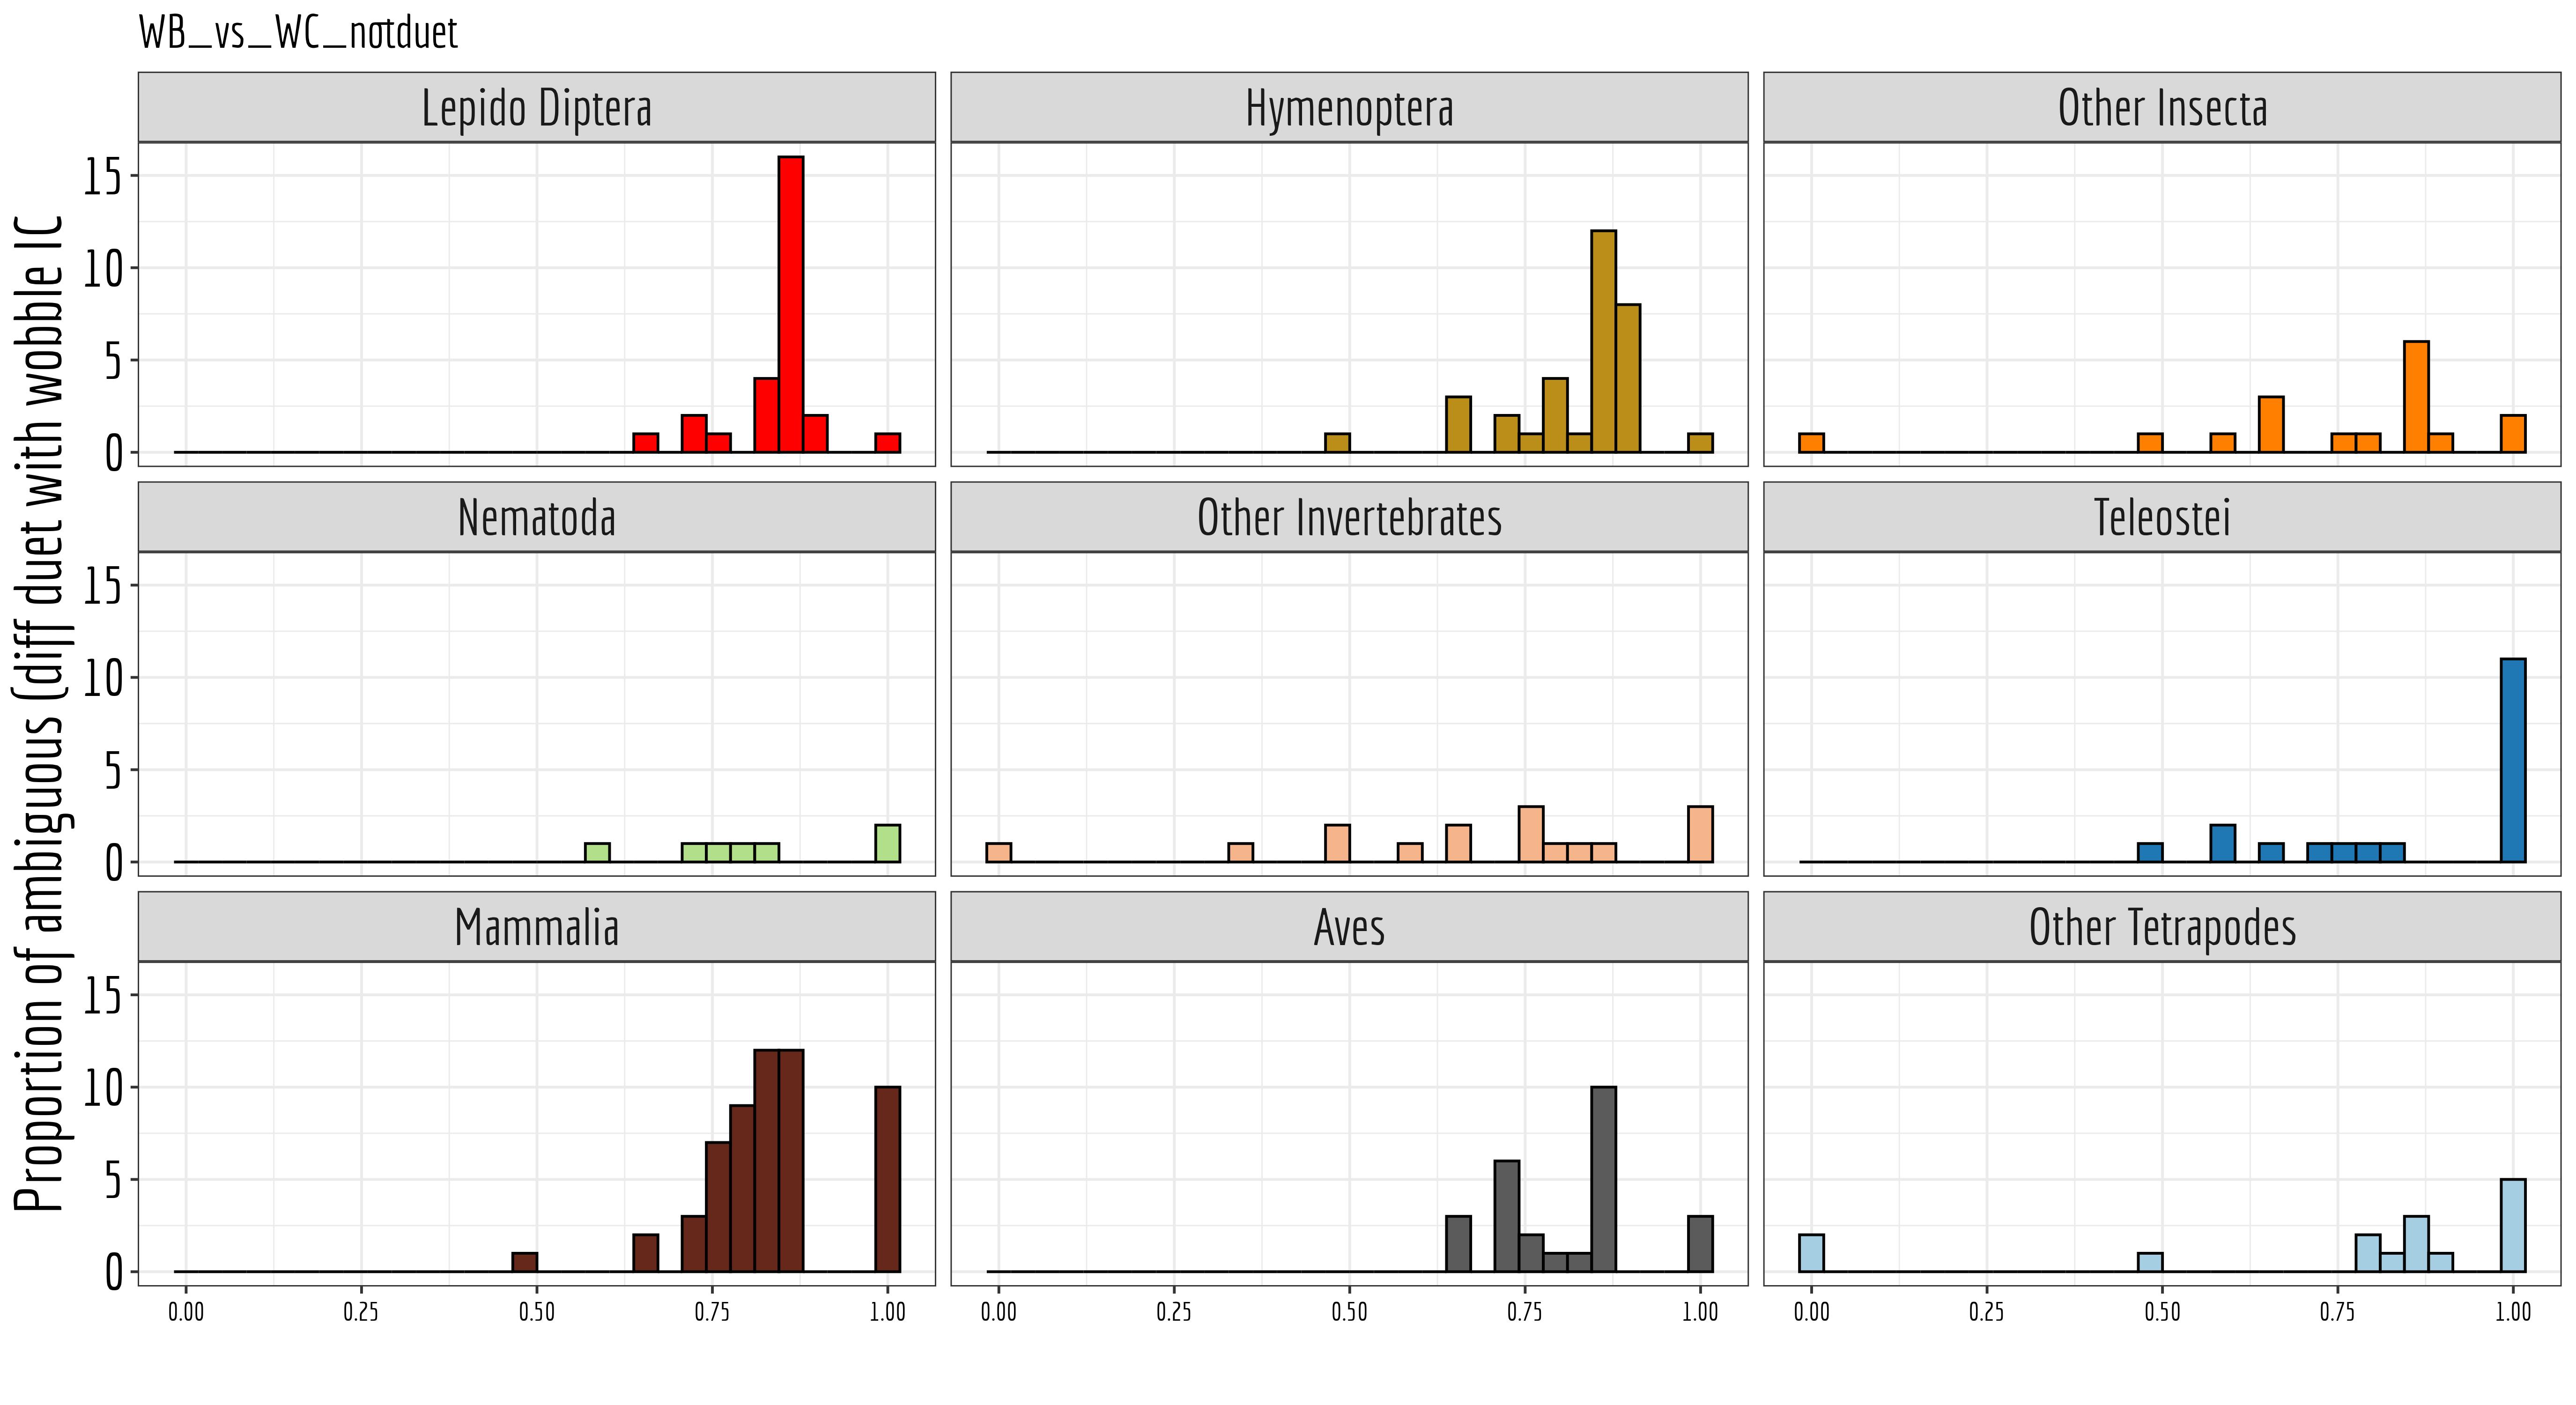 WB_vs_WC_notduet
Lepido Diptera
Hymenoptera
Other Insecta
15
10
5
0
Nematoda
Other Invertebrates
Teleostei
15
10
5
0
Mammalia
Aves
Other Tetrapodes
15
10
5
0
0.00 0.25 0.50 0.75 1.00
0.00 0.25 0.50 0.75 1.00
0.00 0.25 0.50 0.75 1.00
Proportion of ambiguous (diff duet with wobble IC